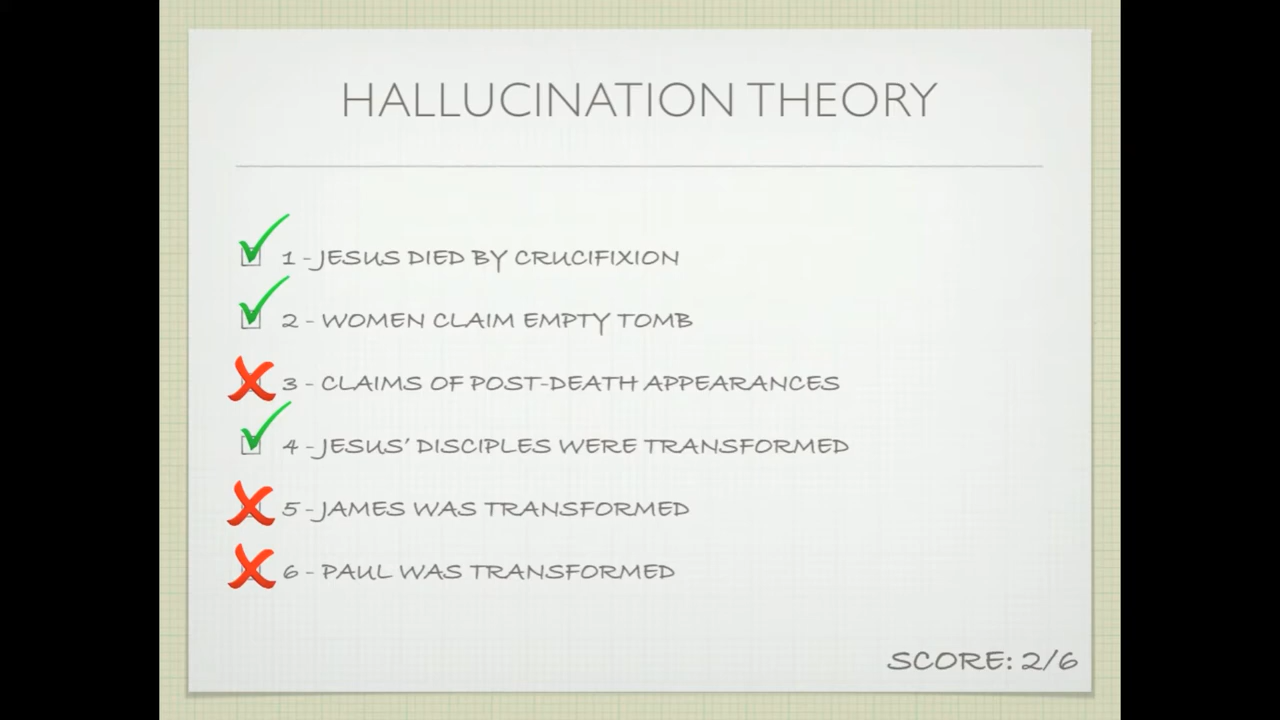 HALLUCINATION THEORY
1 - JESUS DIED BY CRUCIFIXION
2 - WOMEN CLAIM EMPTY TOMB
3 - CLAIMS OF POST-DEATH APPEARANCES
4 - JESUS' DISCIPLES WERE TRANSFORMED
5 - JAMES WAS TRANSFORMED
6 - PAUL WAS TRANSFORMED
SCORE: 2/6